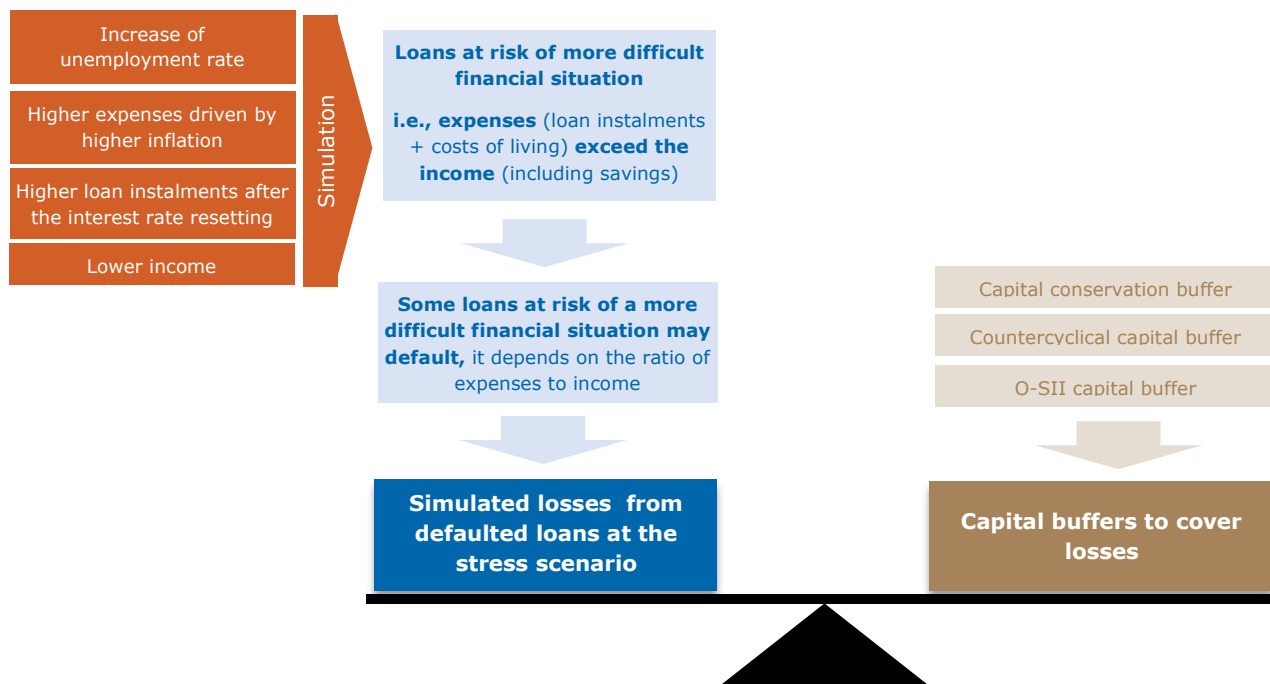 Increase of
unemployment rate
Higher expenses driven by
higher inflation
Higher loan instalments after
the interest rate resetting
Lower income
Simulation
Loans at risk of more difficult
financial situation
i.e., expenses (loan instalments
+ costs of living) exceed the
income (including savings)
Some loans at risk of a more
difficult financial situation may
default, it depends on the ratio of
expenses to income
Simulated losses from
defaulted loans at the
stress scenario
Capital conservation buffer
Countercyclical capital buffer
O-SII capital buffer
Capital buffers to cover
losses